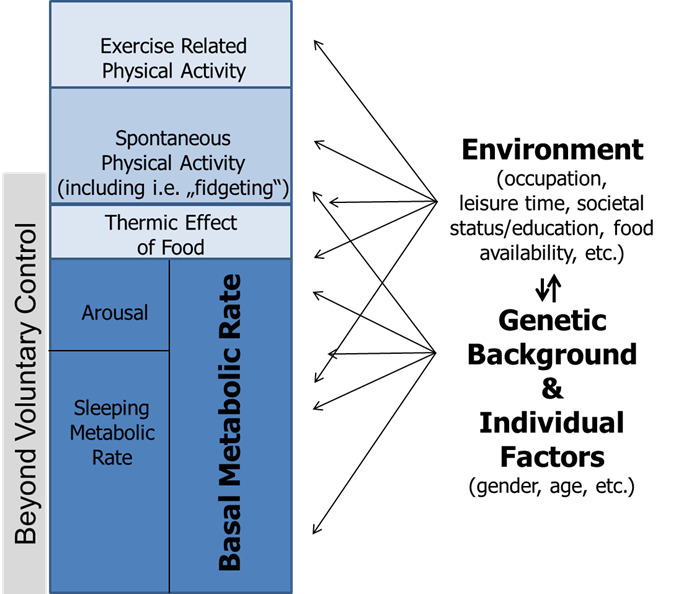 Exercise Related
Physical Activity
Spontaneous
Physical Activity
(including i.e. „fidgeting“)
Thermic Effect
of Food
Arousal
Sleeping
Metabolic
Rate
Basal Metabolic Rate
Beyond Voluntary Control
Environment
(occupation,
leisure time, societal
status/education, food
availability, etc.)
Genetic
Background
&
Individual
Factors
(gender, age, etc.)